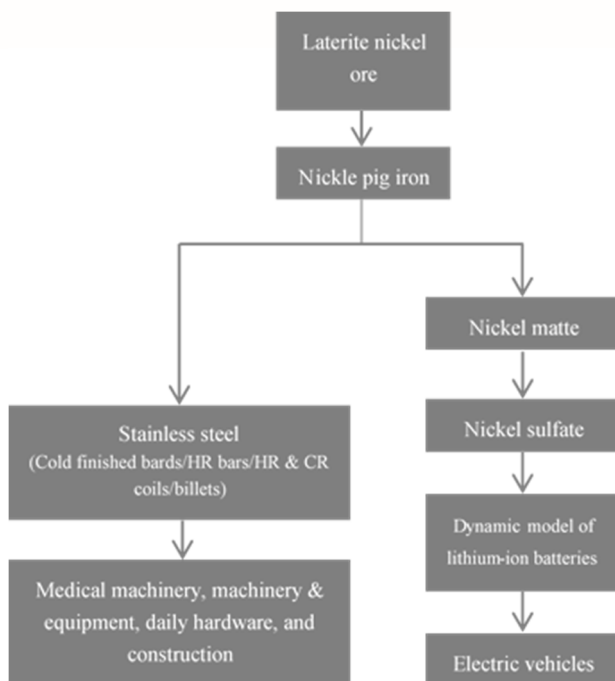 Laterite nickel
ore
Nickle pig iron
Nickel matte
Stainless steel
(Cold finished bards/HR bars/HR & CR
coils/billets)
Nickel sulfate
Dynamic model of
lithium-ion batteries
Medical machinery, machinery &
equipment, daily hardware, and
construction
Electric vehicles